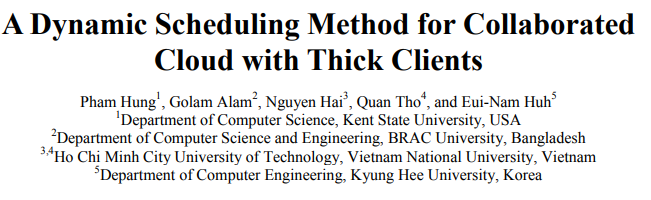 A Dynamic Scheduling Method for Collaborated
Cloud with Thick Clients
Pham Hung1, Golam Alam2, Nguyen Hai3, Quan Tho4, and Eui-Nam Huh5
1Department of Computer Science, Kent State University, USA
2Department of Computer Science and Engineering, BRAC University, Bangladesh
3,4Ho Chi Minh City University of Technology, Vietnam National University, Vietnam
5Department of Computer Engineering, Kyung Hee University, Korea